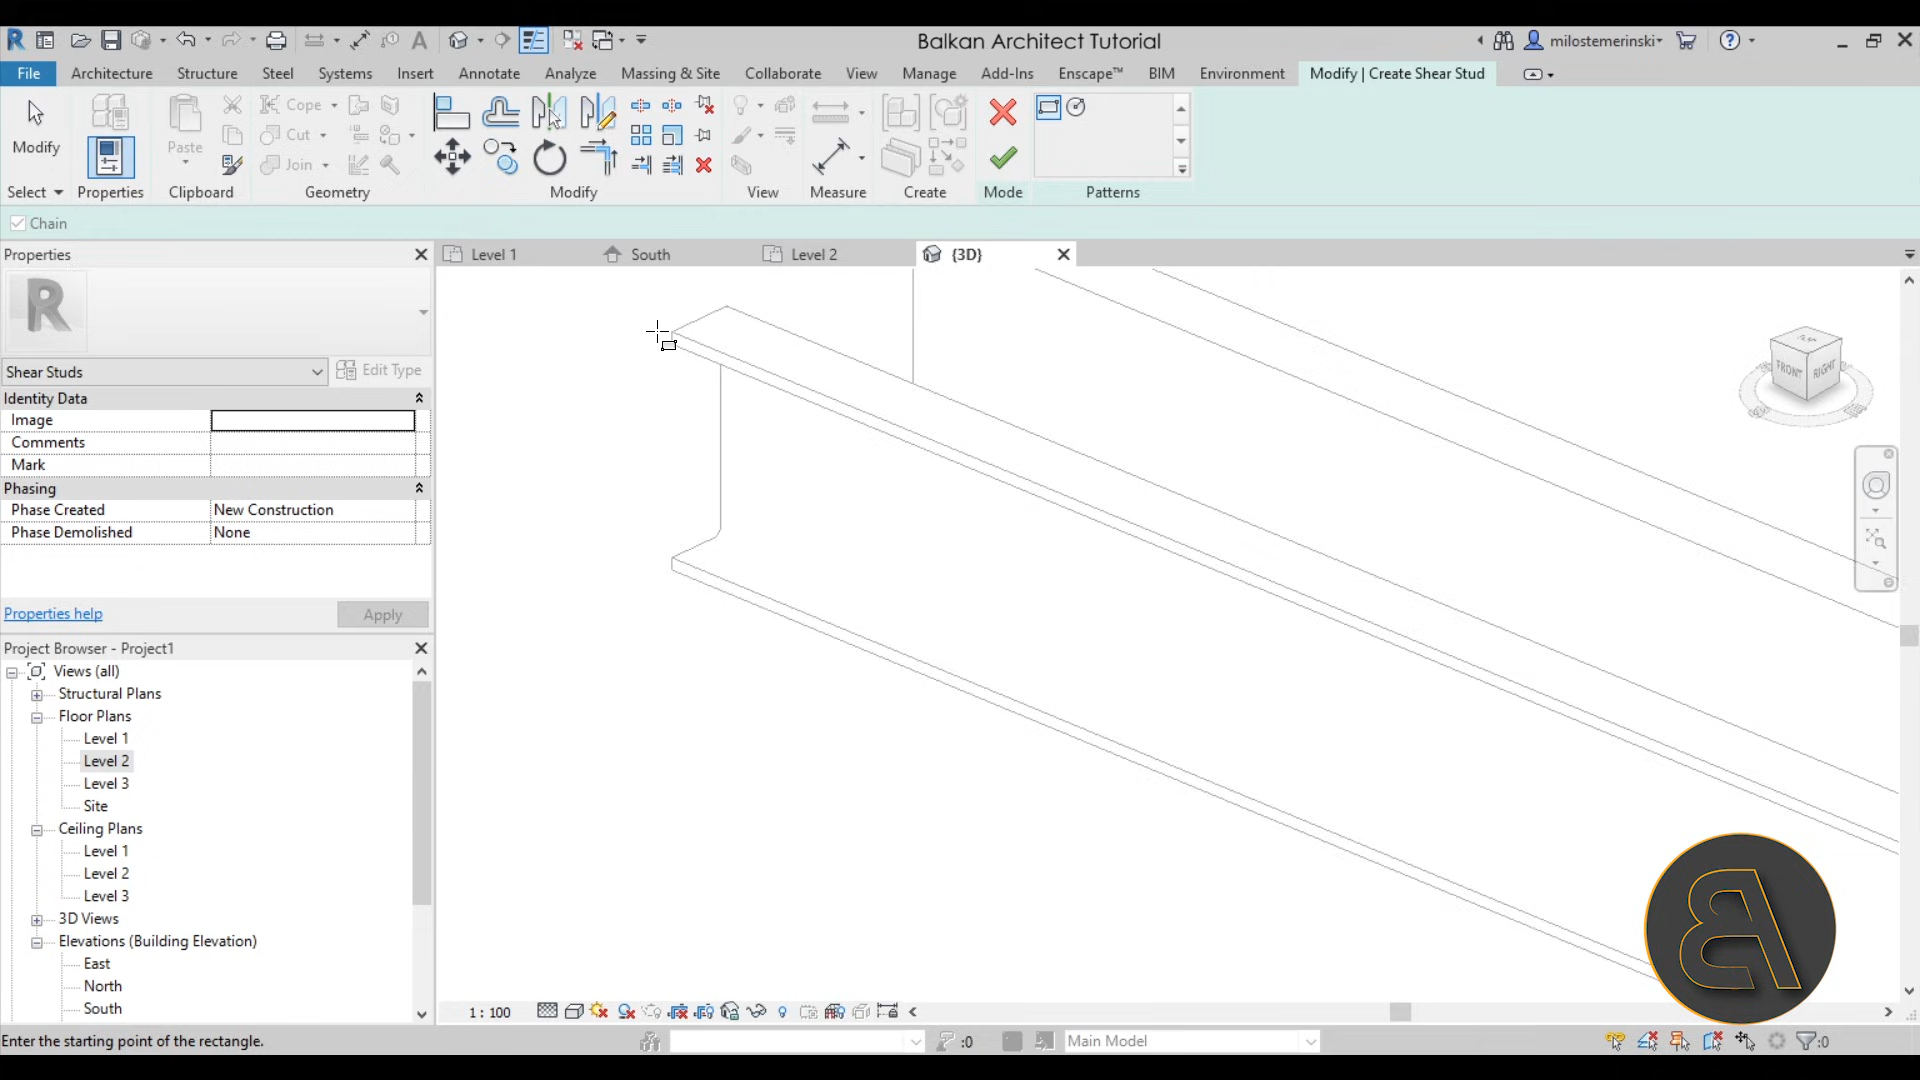 Balkan Architect Tutorial
milostemerinski
File
Architecture
Structure
Steel
Systems
Insert
Annotate
Analyze
Massing & Site
Collaborate
View
Manage
Add-Ins
Enscape™
BIM
Environment
Modify | Create Shear Stud
Modify
Paste
Cope
Cut
Join
Select
Properties
Clipboard
Geometry
Modify
View
Measure
Create
Mode
Patterns
Chain
Properties
Level 1
South
Level 2
{3D}
Shear Studs
Edit Type
Identity Data
Image
Comments
Mark
Phasing
Phase Created New Construction
Phase Demolished None
Properties help
Apply
Project Browser - Project1
Views (all)
Structural Plans
Floor Plans
Level 1
Level 2
Level 3
Site
Ceiling Plans
Level 1
Level 2
Level 3
3D Views
Elevations (Building Elevation)
East
North
South
TOP
FRONT
RIGHT
1 : 100
Enter the starting point of the rectangle.
:0
Main Model
:0